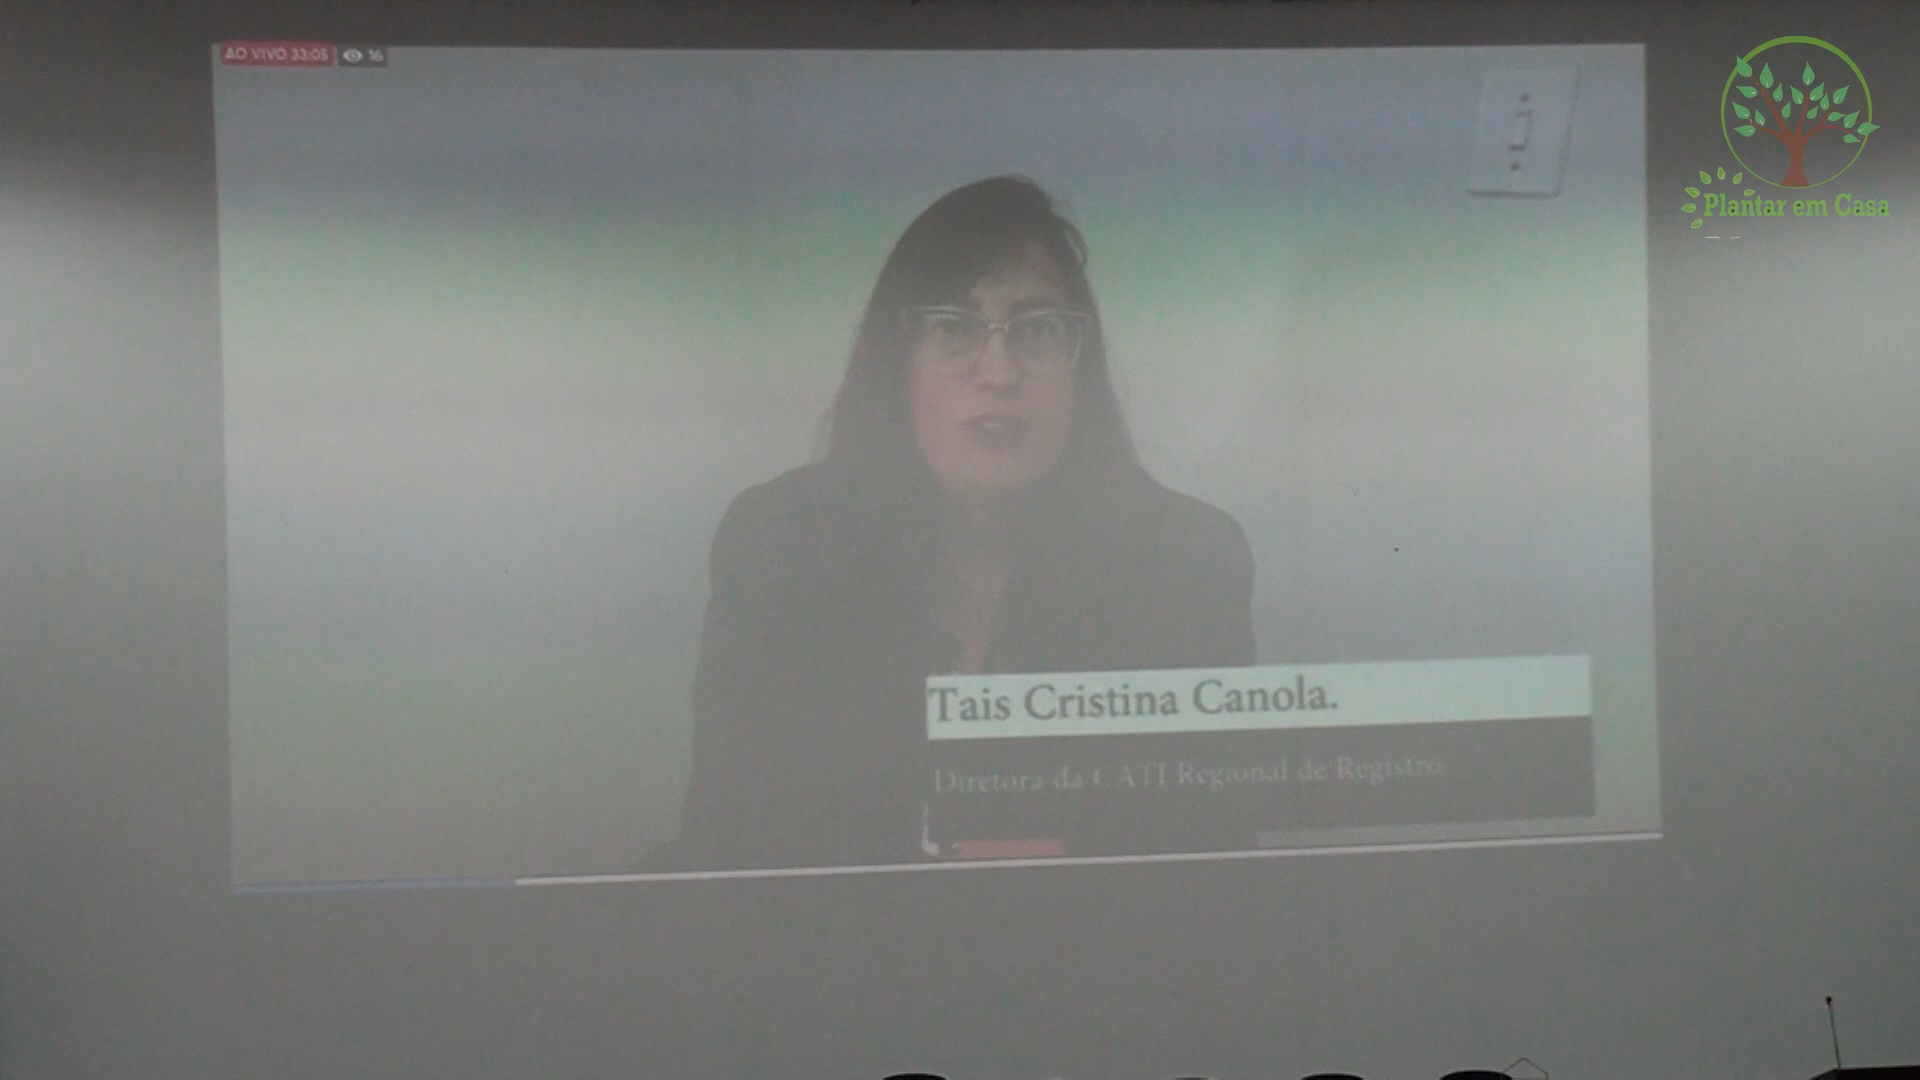 AO VIVO 33:05 16
Plantar em Casa
Tais Cristina Canola.
Diretora da CATI Regional de Registro